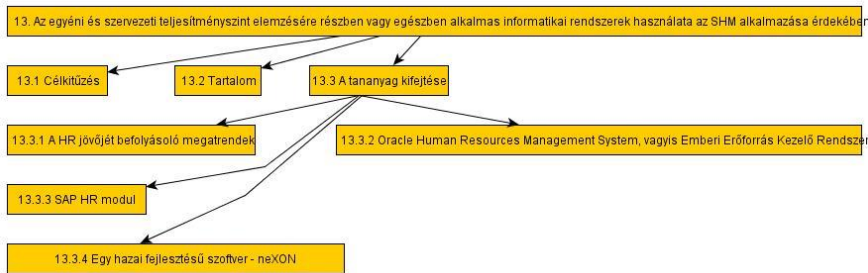 13. Az egyéni és szervezeti teljesítményszint elemzésére részben vagy egészben alkalmas informatikai rendszerek használata az SHM alkalmazása érdekében
13.1 Célkitűzés
13.2 Tartalom
13.3 A tananyag kifejtése
13.3.1 A HR jövőjét befolyásoló megatrendek
13.3.2 Oracle Human Resources Management System, vagyis Emberi Erőforrás Kezelő Rendszer
13.3.3 SAP HR modul
13.3.4 Egy hazai fejlesztésű szoftver - neXON